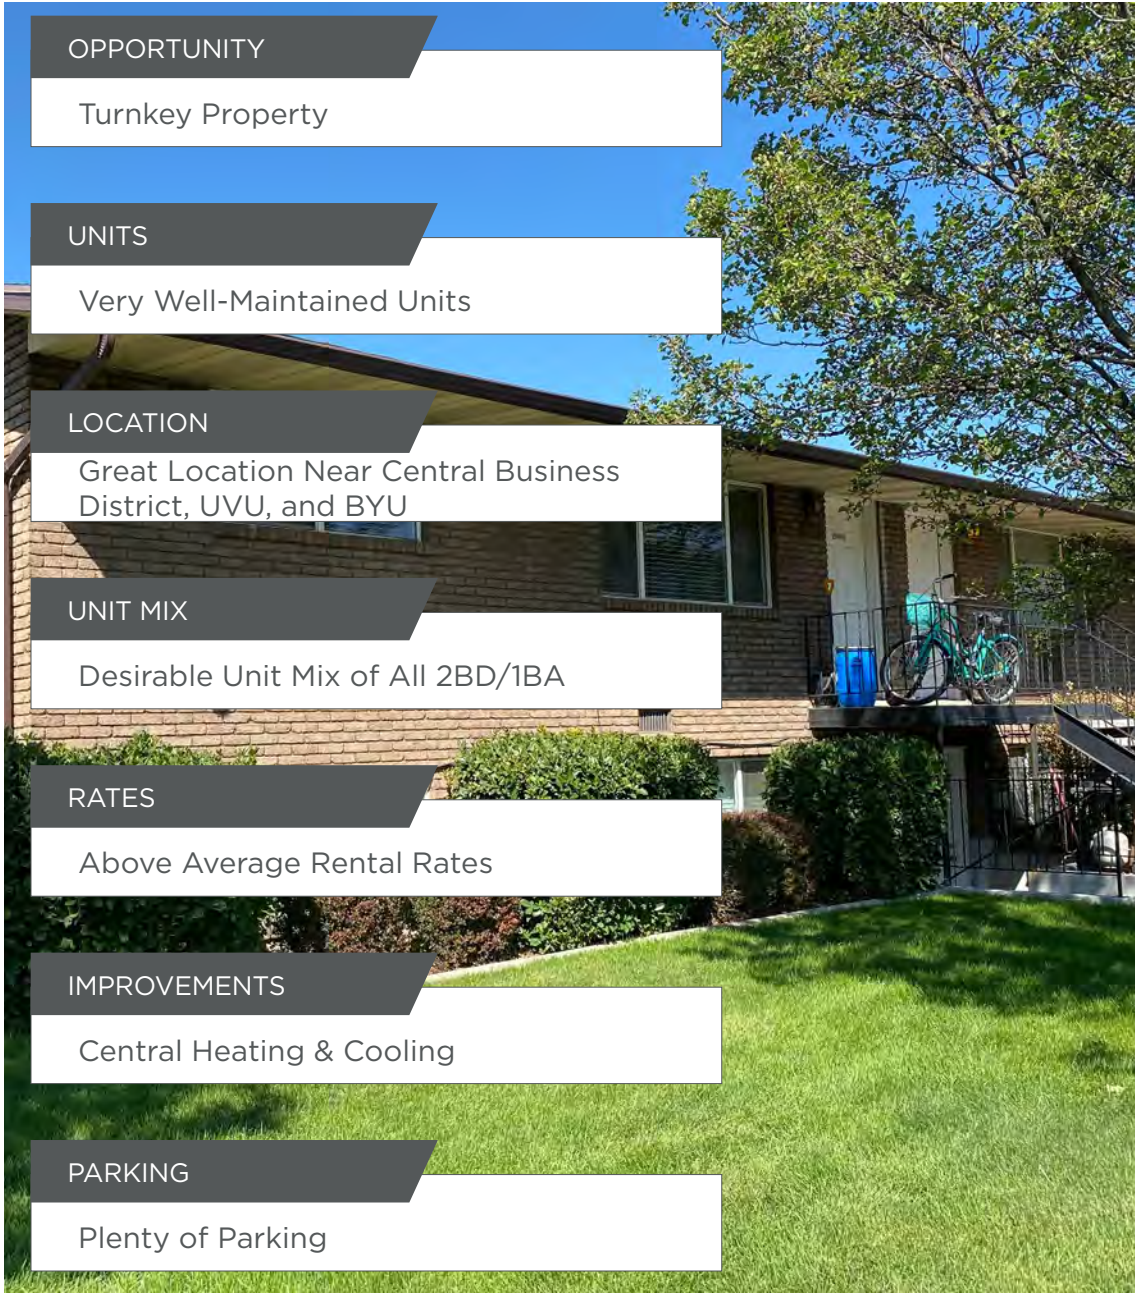 OPPORTUNITY
Turnkey Property
UNITS
Very Well-Maintained Units
LOCATION
Great Location Near Central Business
District, UVU, and BYU
UNIT MIX
Desirable Unit Mix of All 2BD/1BA
RATES
Above Average Rental Rates
IMPROVEMENTS
Central Heating & Cooling
PARKING
Plenty of Parking